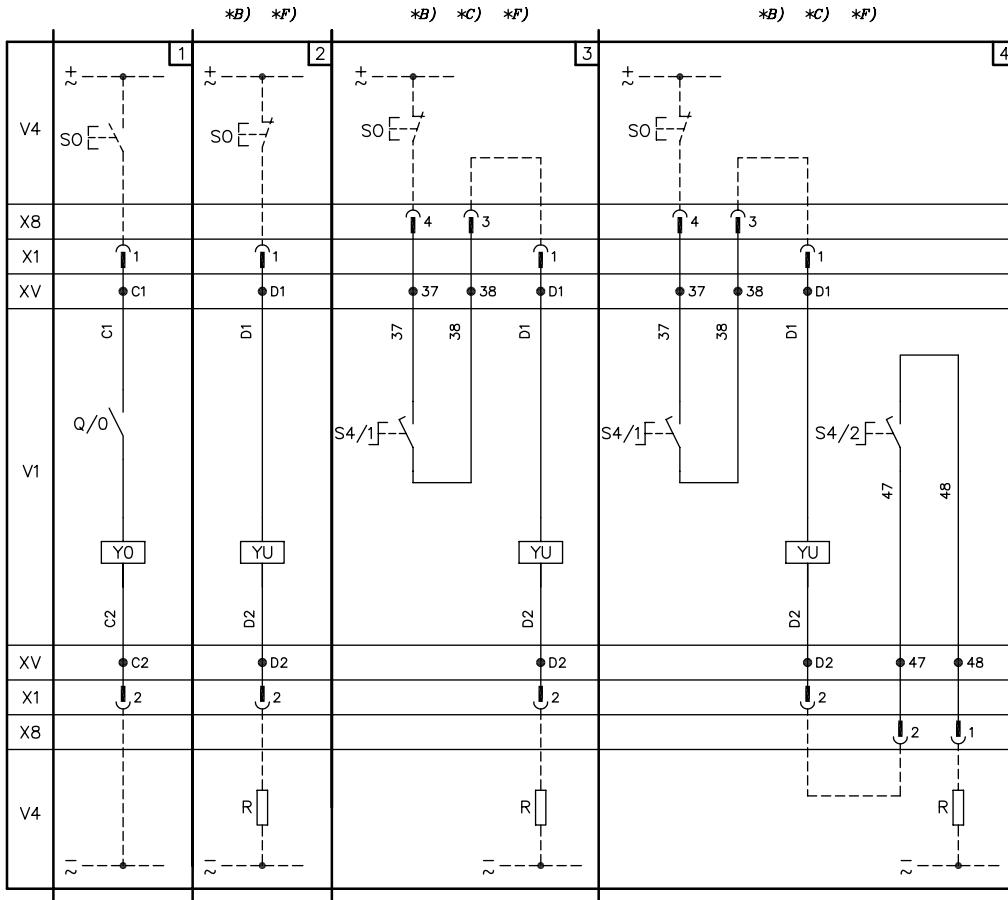 *B) *F) *B) *C) *F) *B) *C) *F)
1 2 3 4
+ ~ + ~ + ~ + ~
V4 SO SO SO SO
X8 4 3 4 3
X1 1 1 1 1
XV C1 D1 37 38 D1 37 38 D1
C1 D1 37 38 D1 37 38 D1
Q/0 S4/1 S4/1 S4/2
V1 47 48
YO YU YU YU
C2 D2 D2 D2
XV C2 D2 D2 D2 47 48
X1 2 2 2 2
X8 2 1
V4 R R R
− ~ − ~ − ~ − ~